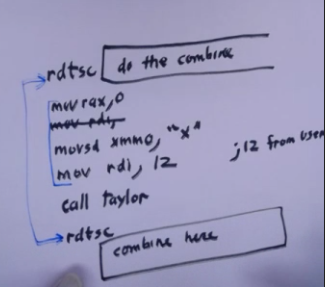 rdtsc do the combine
mov rax, 0
mov rdi,
movsd xmm0, "x"
mov rdi, 12 ;12 from user
call taylor
rdtsc
combine here